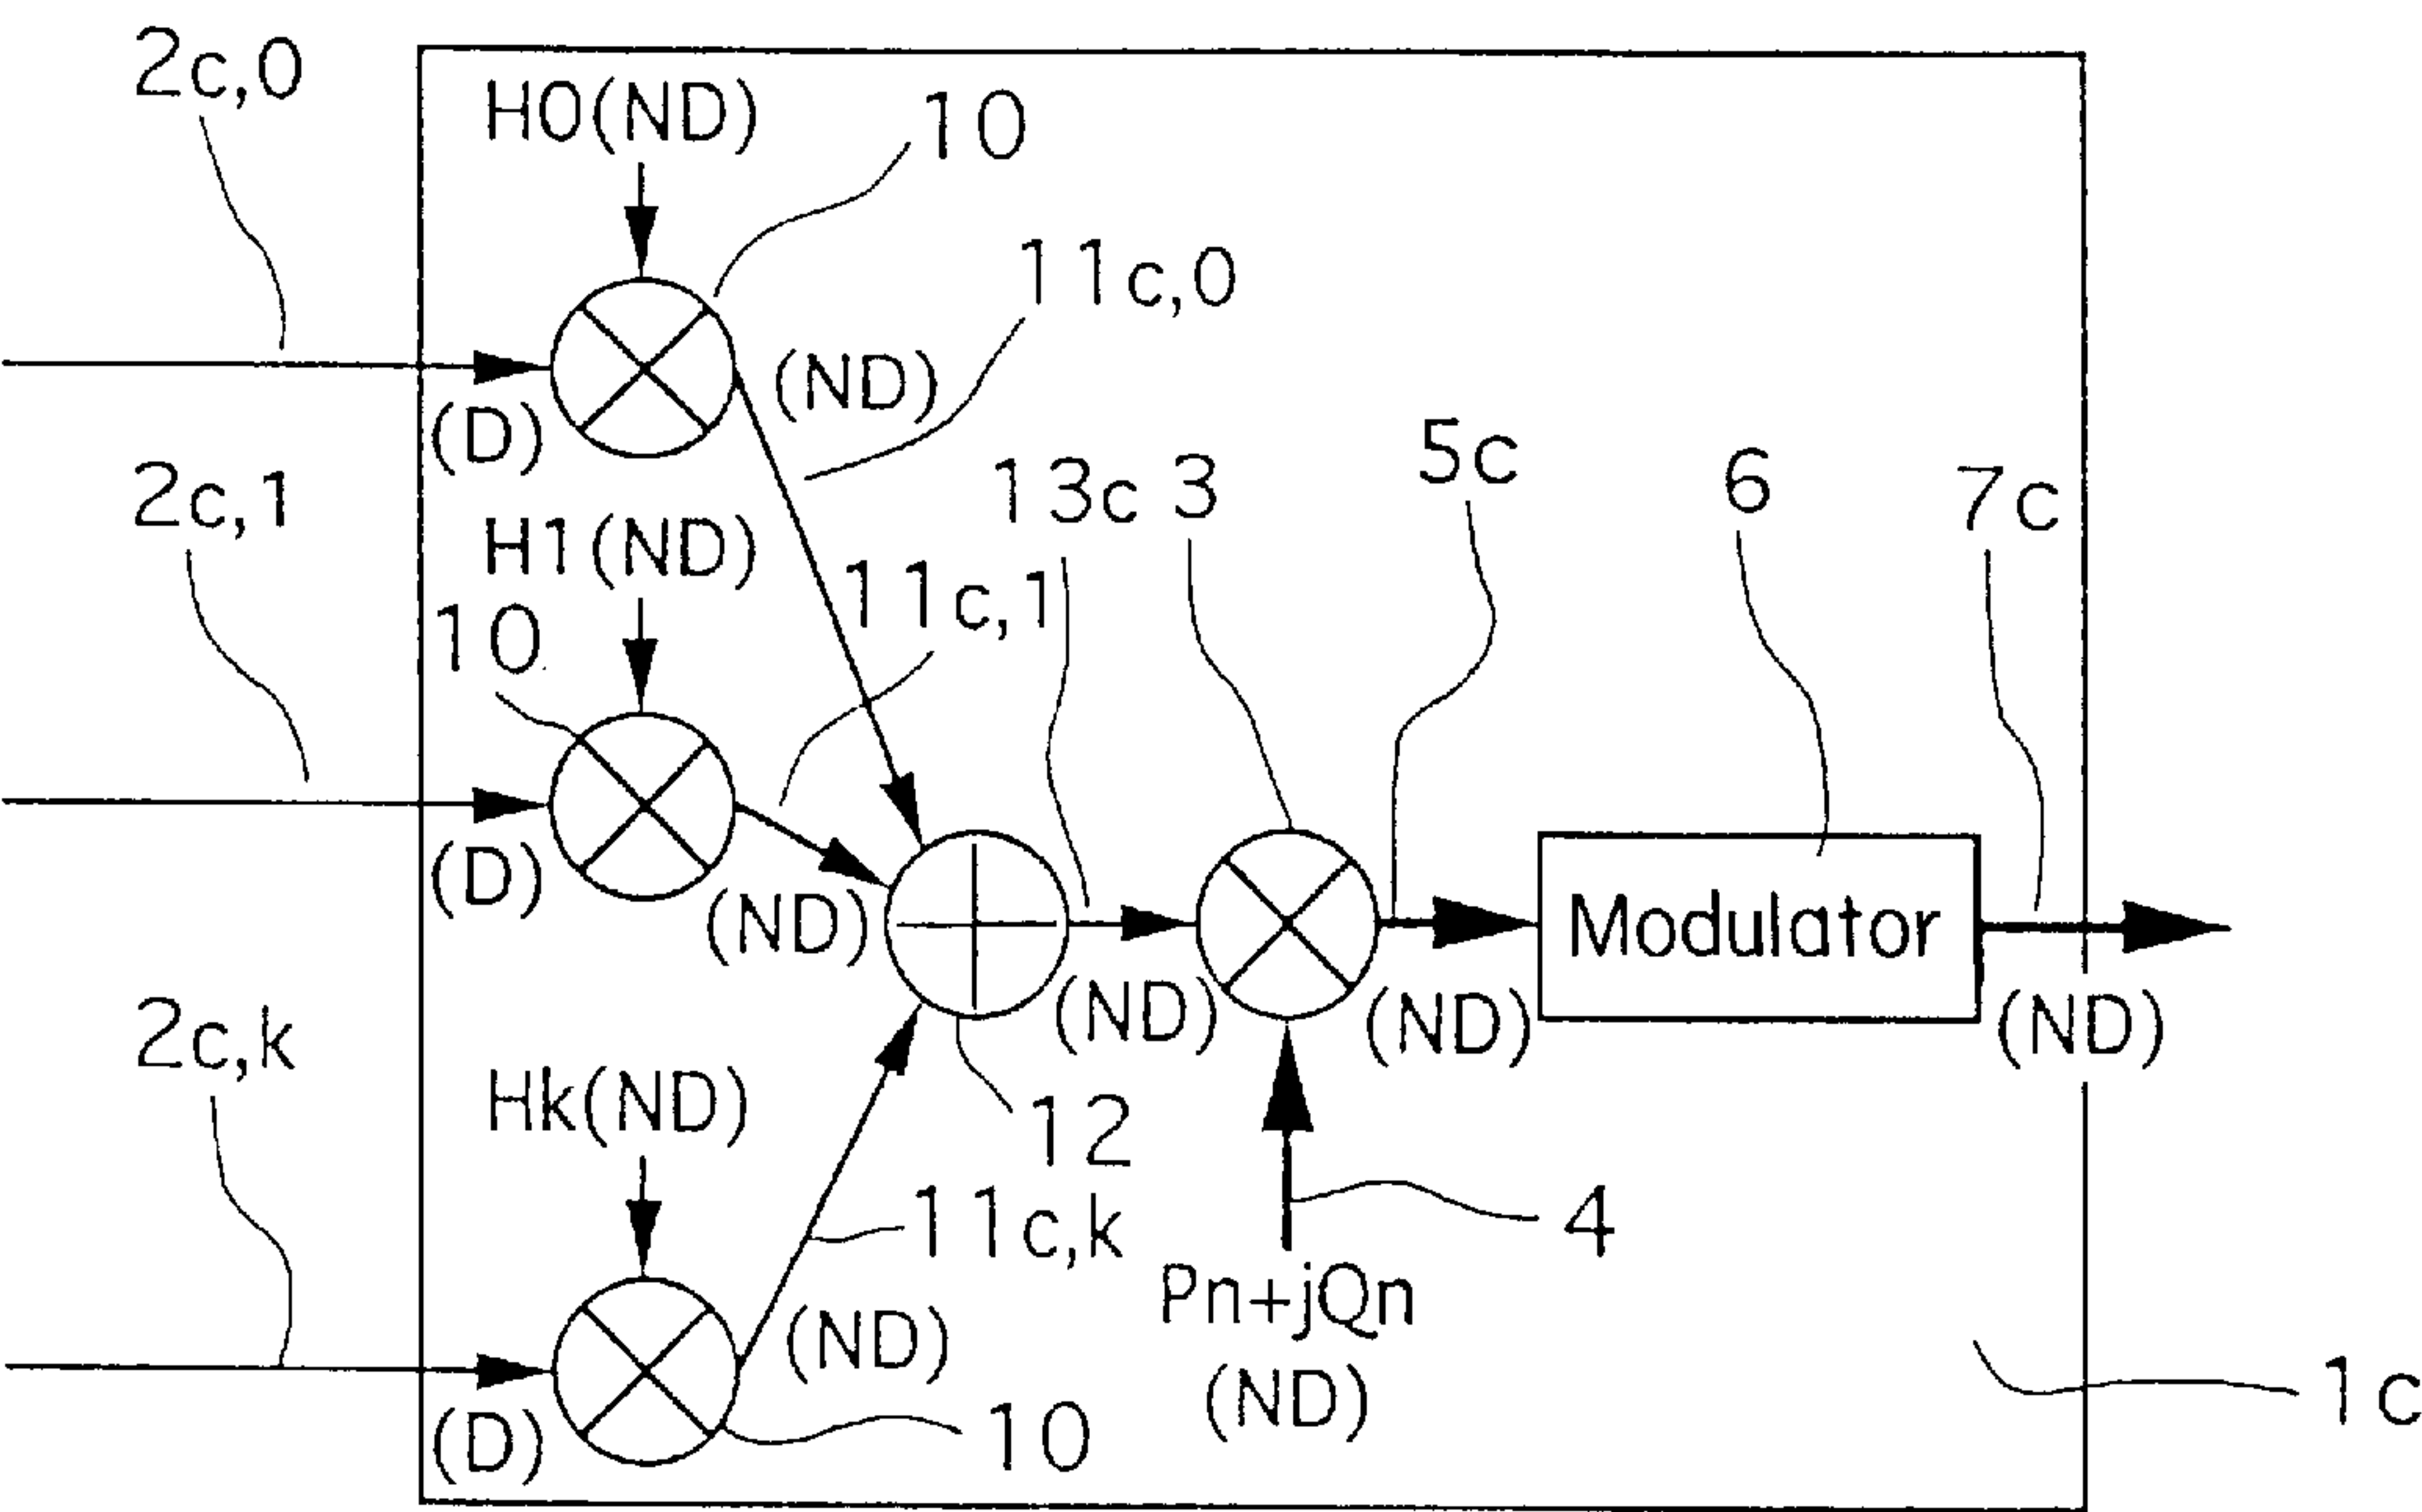 2c,0
H0(ND)
10
11c,0
(ND)
(D)
2c,1
H1(ND)
10
11c,1
13c
3
5c
6
7c
(D)
(ND)
Modulator
(ND)
(ND)
(ND)
2c,k
Hk(ND)
12
11c,k
4
Pn+jQn
(ND)
(ND)
(D)
10
1c